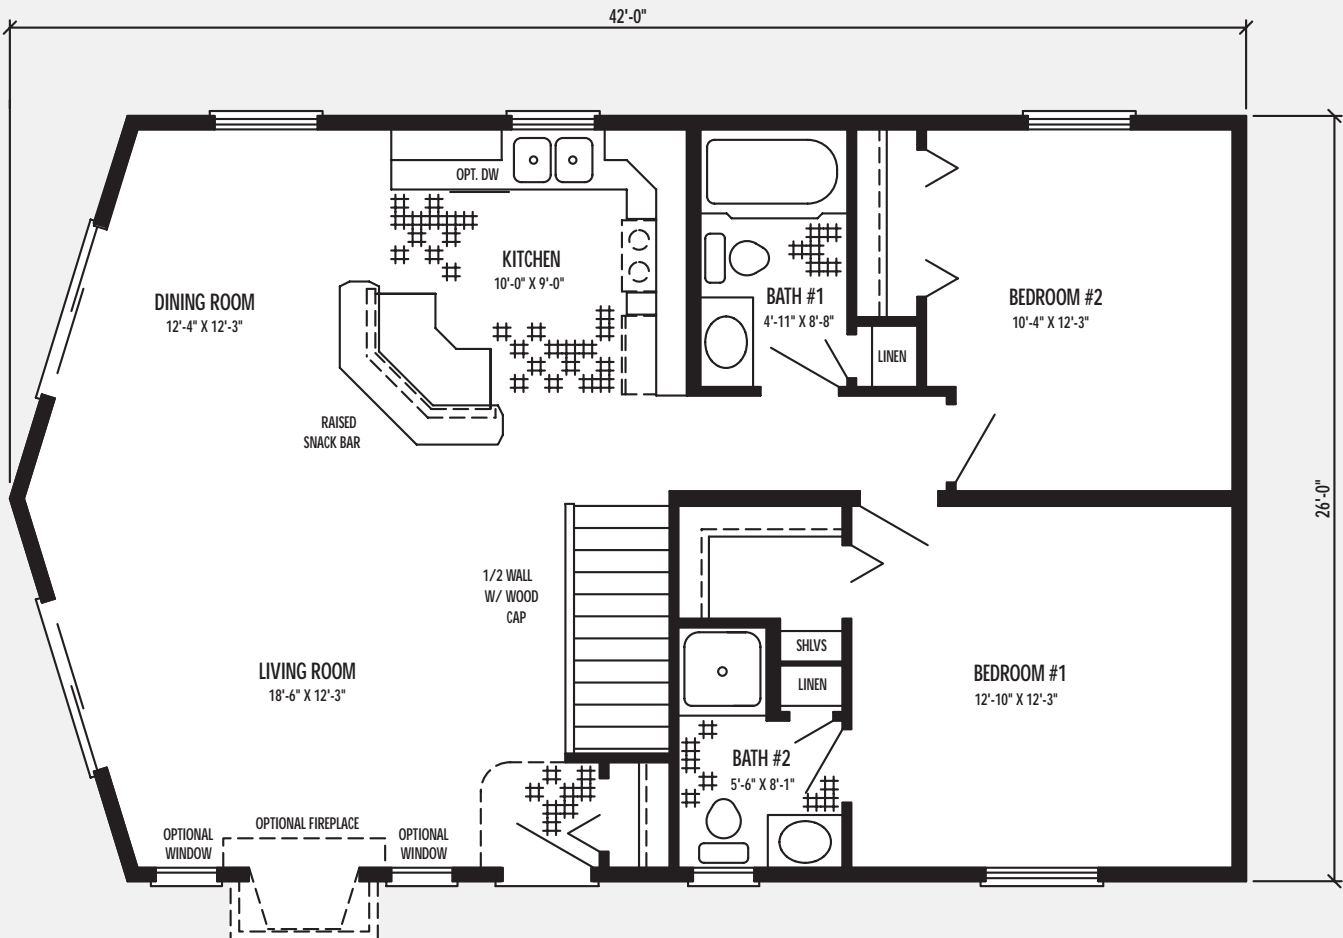 42'-0"
OPT. DW
KITCHEN
10'-0" X 9'-0"
DINING ROOM
12'-4" X 12'-3"
BATH #1
4'-11" X 8'-8"
BEDROOM #2
10'-4" X 12'-3"
LINEN
RAISED
SNACK BAR
26'-0"
1/2 WALL
W/ WOOD
CAP
SHLVS
LINEN
LIVING ROOM
18'-6" X 12'-3"
BEDROOM #1
12'-10" X 12'-3"
BATH #2
5'-6" X 8'-1"
OPTIONAL
WINDOW
OPTIONAL FIREPLACE
OPTIONAL
WINDOW